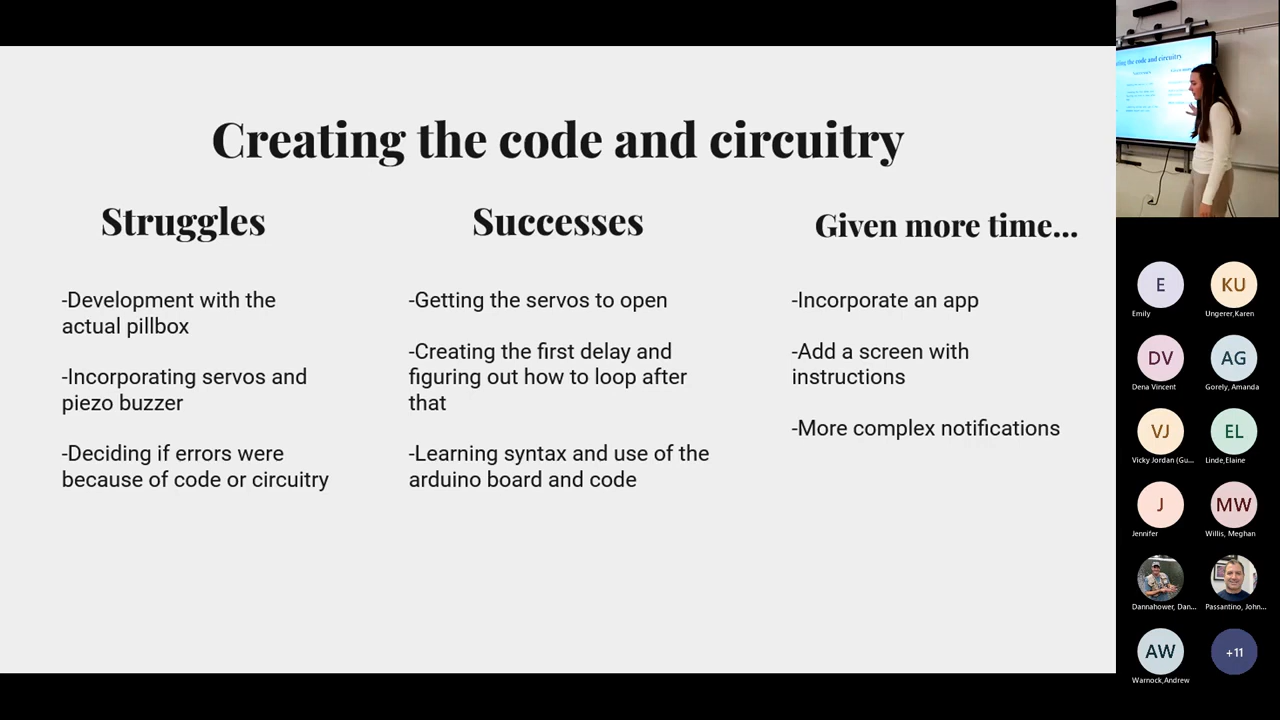 Creating the code and circuitry
Struggles
-Development with the
actual pillbox
-Incorporating servos and
piezo buzzer
-Deciding if errors were
because of code or circuitry
Successes
-Getting the servos to open
-Creating the first delay and
figuring out how to loop after
that
-Learning syntax and use of the
arduino board and code
Given more time...
-Incorporate an app
-Add a screen with
instructions
-More complex notifications
E
Emily
KU
Ungerer,Karen
DV
Dena Vincent
AG
Gorely, Amanda
VJ
Vicky Jordan (Gu...
EL
Linde,Elaine
J
Jennifer
MW
Willis, Meghan
Dannahower, Dan...
Passantino, John...
AW
Warnock,Andrew
+11